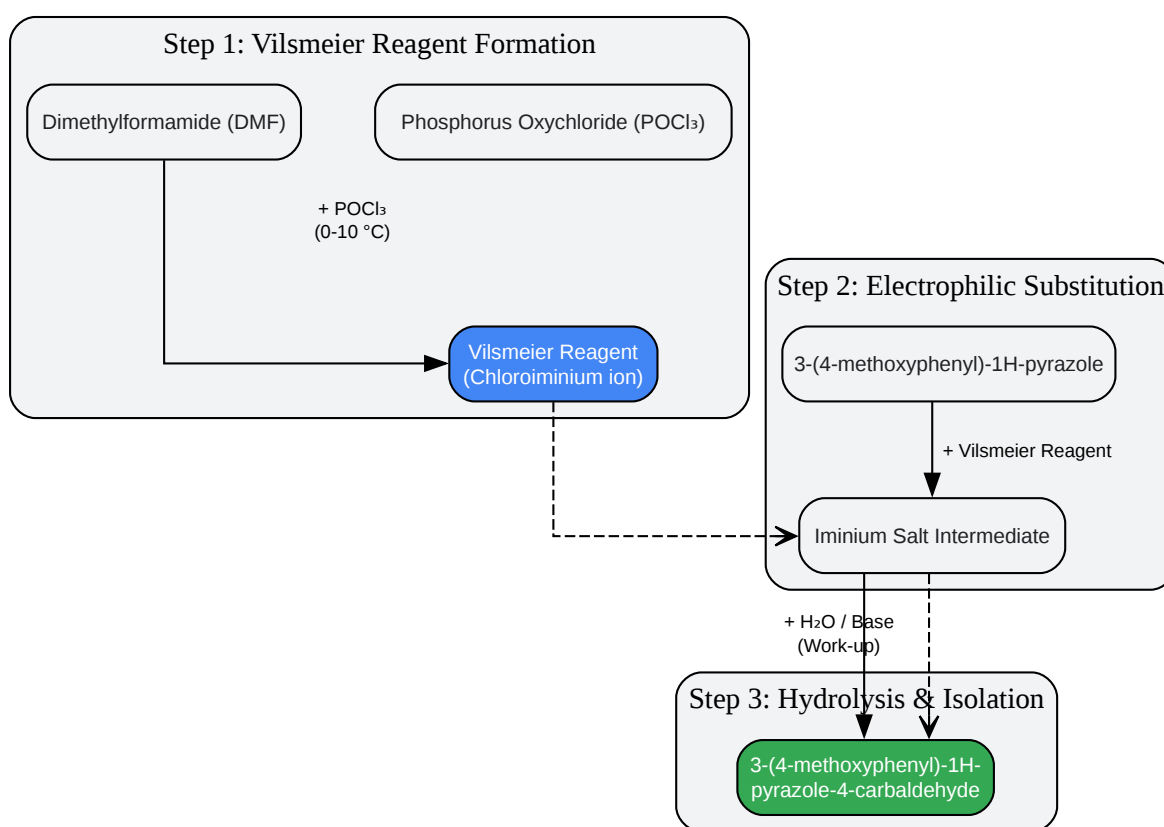 Step 1: Vilsmeier Reagent Formation
Dimethylformamide (DMF)
Phosphorus Oxychloride (POCl₃)
+ POCl₃
(0-10 °C)
Vilsmeier Reagent
(Chloroiminium ion)
Step 2: Electrophilic Substitution
3-(4-methoxyphenyl)-1H-pyrazole
+ Vilsmeier Reagent
Iminium Salt Intermediate
+ H₂O / Base
(Work-up)
Step 3: Hydrolysis & Isolation
3-(4-methoxyphenyl)-1H-
pyrazole-4-carbaldehyde